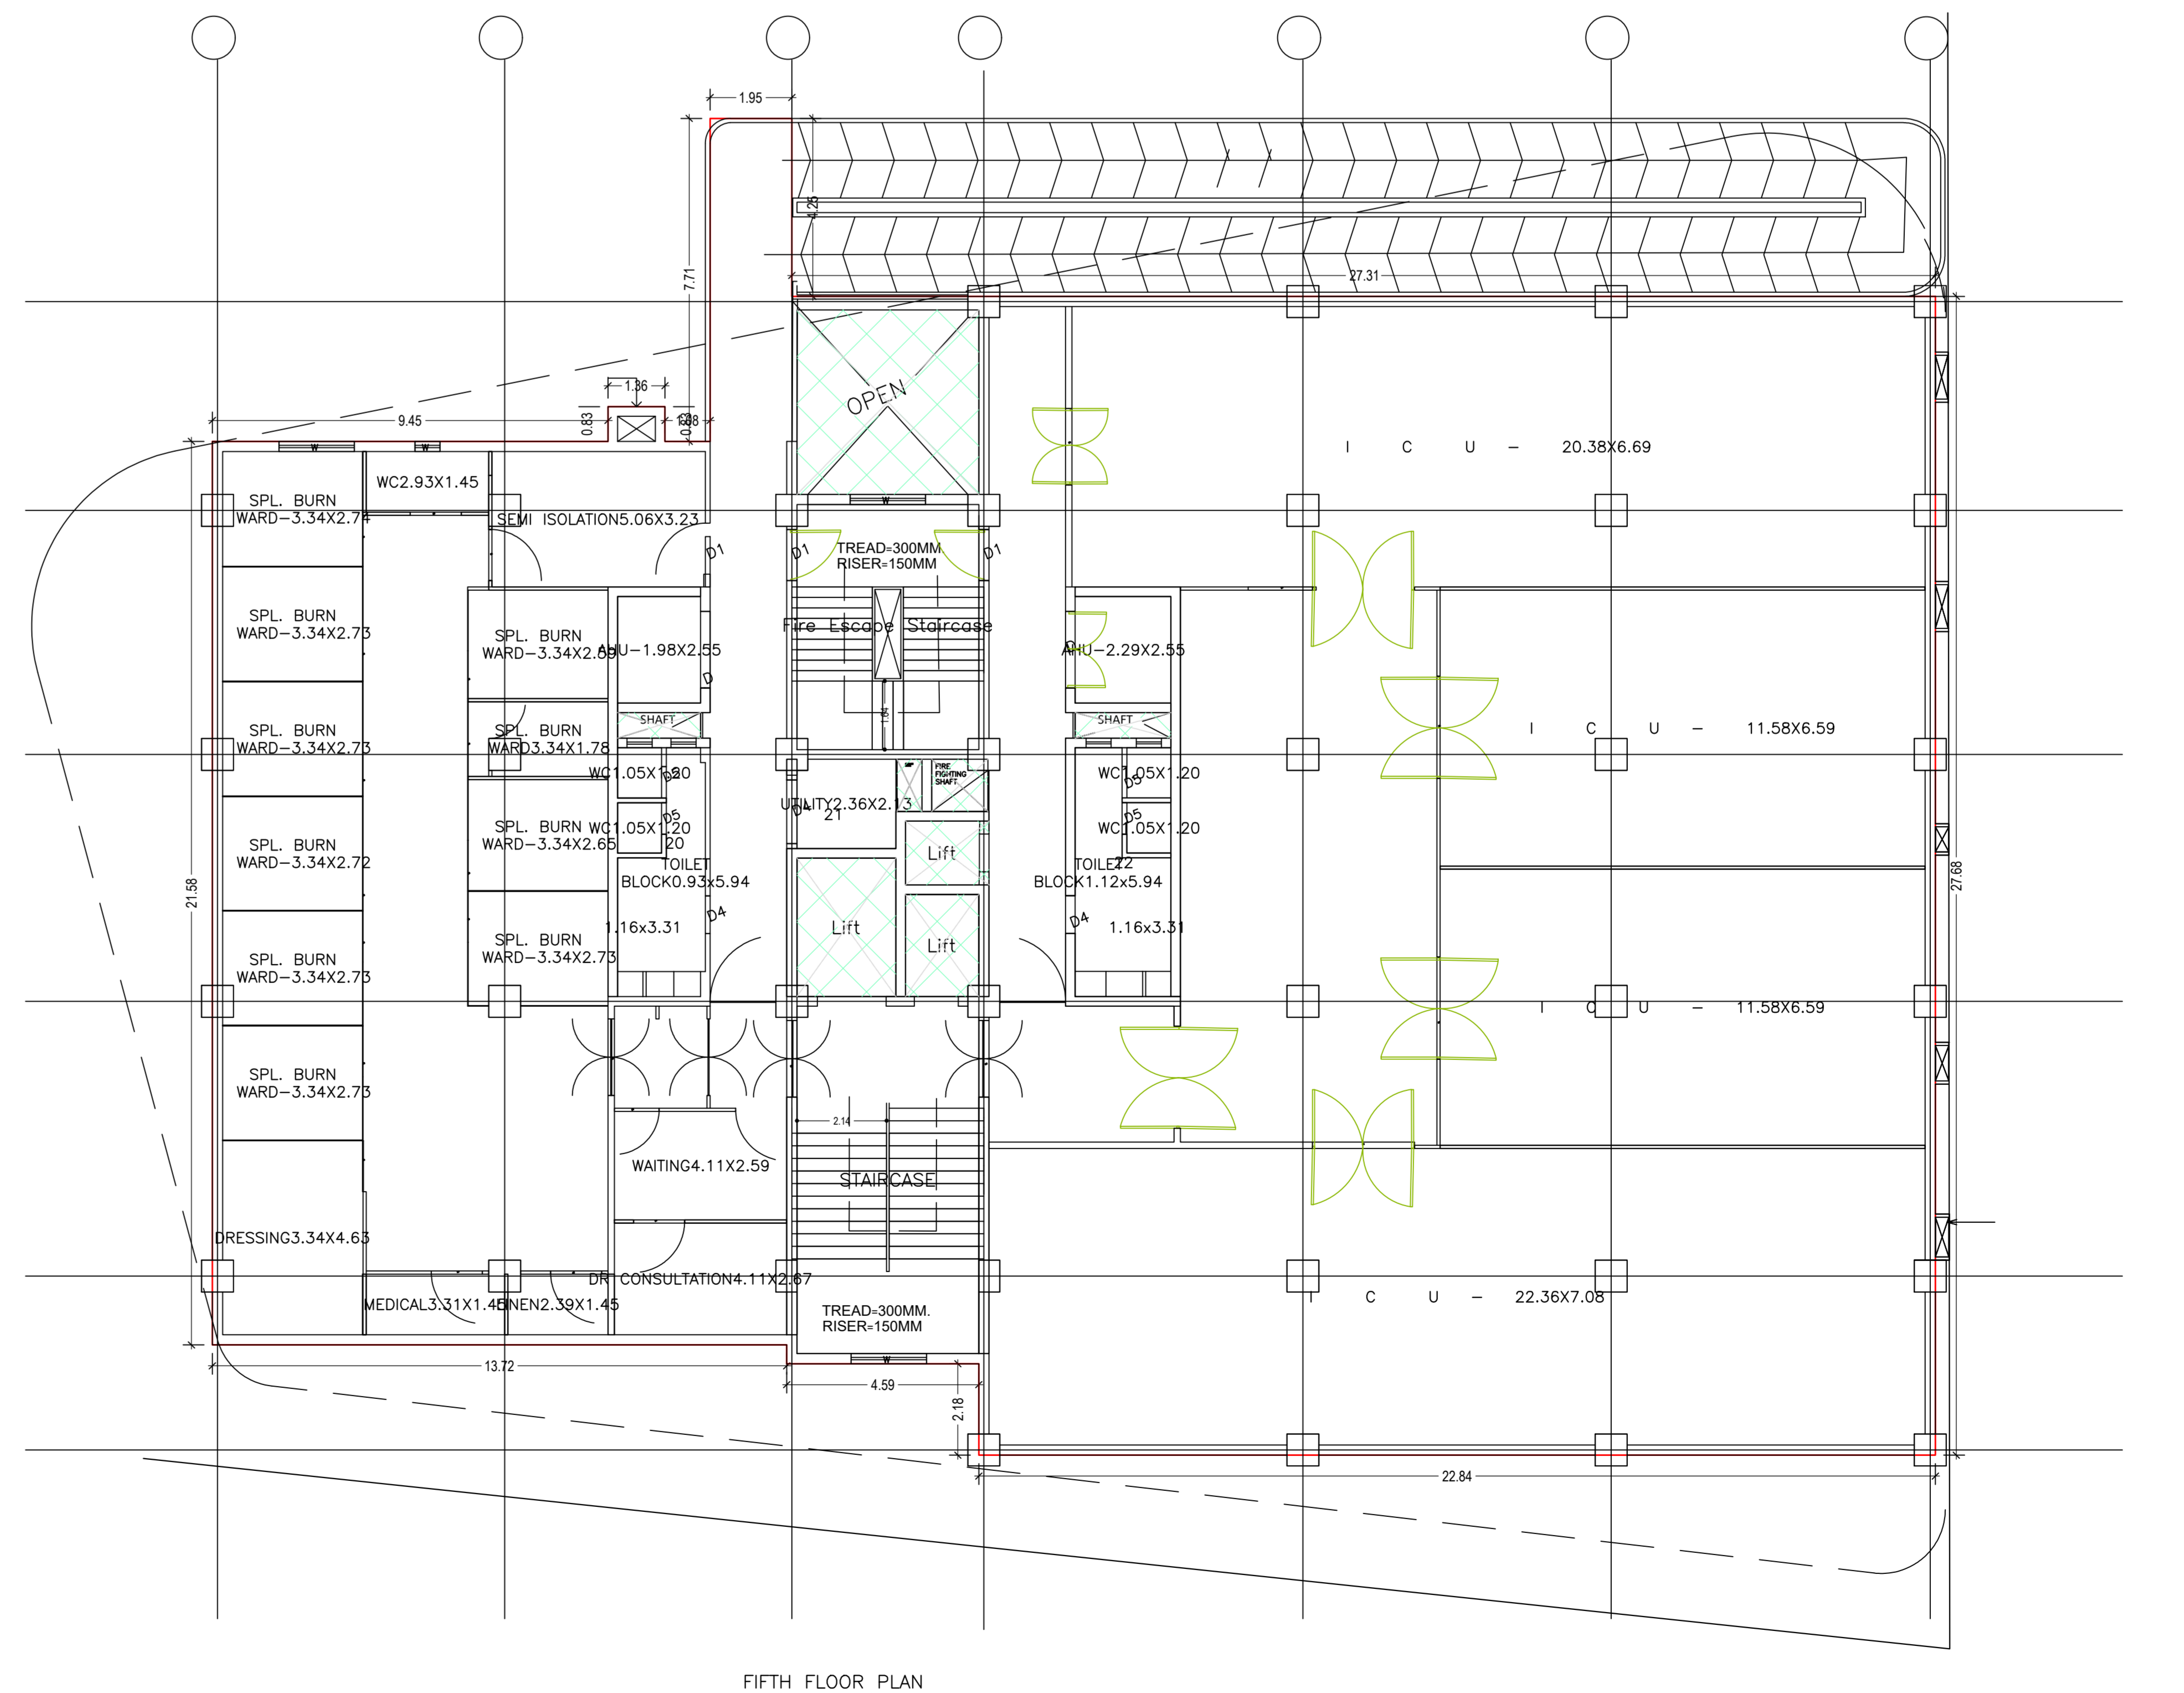 1.95
4.25
7.71
27.31
1.36
9.45
0.83
0.83
W
W
OPEN
I C U - 20.38X6.69
WC2.93X1.45
SPL. BURN
WARD-3.34X2.74
SEMI ISOLATION5.06X3.23
W
D1
D1
D1
TREAD=300MM
RISER=150MM
SPL. BURN
WARD-3.34X2.73
Fire Escape Staircase
SPL. BURN
WARD-3.34X2.59
AHU-1.98X2.55
AHU-2.29X2.55
D
D
SHAFT
SHAFT
1.64
SPL. BURN
WARD-3.34X2.73
SPL. BURN
WARD3.34X1.78
I C U - 11.58X6.59
WC1.05X1.20
D5
FIRE
FIGHTING
SHAFT
WC1.05X1.20
D5
UTILITY2.36X2.13
21
D4
SPL. BURN
WARD-3.34X2.65
WC1.05X1.20
D5
20
WC1.05X1.20
D5
SPL. BURN
WARD-3.34X2.72
TOILET
BLOCK0.93x5.94
Lift
TOILET
22
BLOCK1.12x5.94
27.68
21.58
D4
D4
1.16x3.31
Lift
Lift
1.16x3.31
SPL. BURN
WARD-3.34X2.73
SPL. BURN
WARD-3.34X2.73
I C U - 11.58X6.59
SPL. BURN
WARD-3.34X2.73
2.14
WAITING4.11X2.59
STAIRCASE
DRESSING3.34X4.63
DR CONSULTATION4.11X2.67
MEDICAL3.31X1.45
LINEN2.39X1.45
I C U - 22.36X7.08
TREAD=300MM.
RISER=150MM
W
13.72
4.59
2.18
22.84
FIFTH FLOOR PLAN